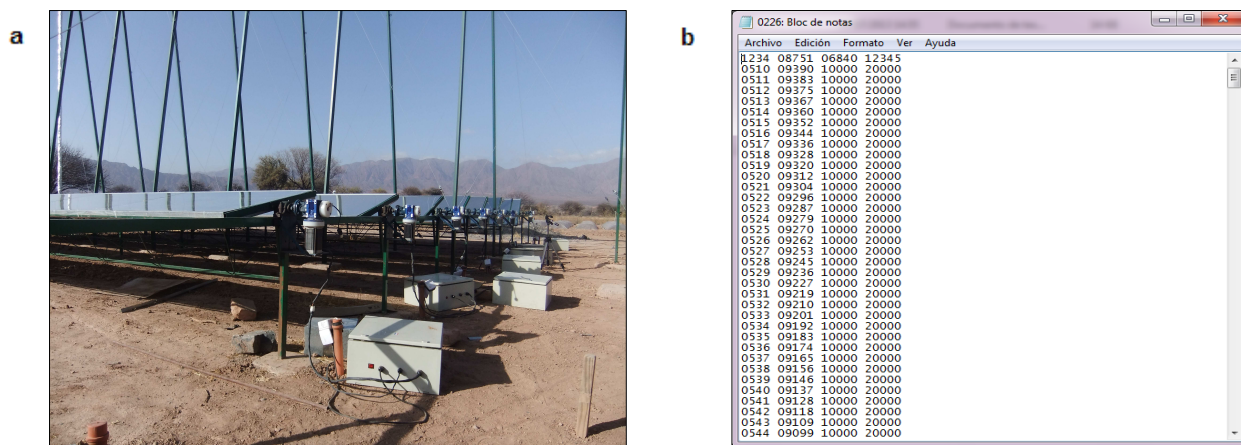 a
b
0226: Bloc de notas
Archivo Edición Formato Ver Ayuda
1234 08751 06840 12345
0510 09390 10000 20000
0511 09383 10000 20000
0512 09375 10000 20000
0513 09367 10000 20000
0514 09360 10000 20000
0515 09352 10000 20000
0516 09344 10000 20000
0517 09336 10000 20000
0518 09328 10000 20000
0519 09320 10000 20000
0520 09312 10000 20000
0521 09304 10000 20000
0522 09296 10000 20000
0523 09287 10000 20000
0524 09279 10000 20000
0525 09270 10000 20000
0526 09262 10000 20000
0527 09253 10000 20000
0528 09245 10000 20000
0529 09236 10000 20000
0530 09227 10000 20000
0531 09219 10000 20000
0532 09210 10000 20000
0533 09201 10000 20000
0534 09192 10000 20000
0535 09183 10000 20000
0536 09174 10000 20000
0537 09165 10000 20000
0538 09156 10000 20000
0539 09146 10000 20000
0540 09137 10000 20000
0541 09128 10000 20000
0542 09118 10000 20000
0543 09109 10000 20000
0544 09099 10000 20000